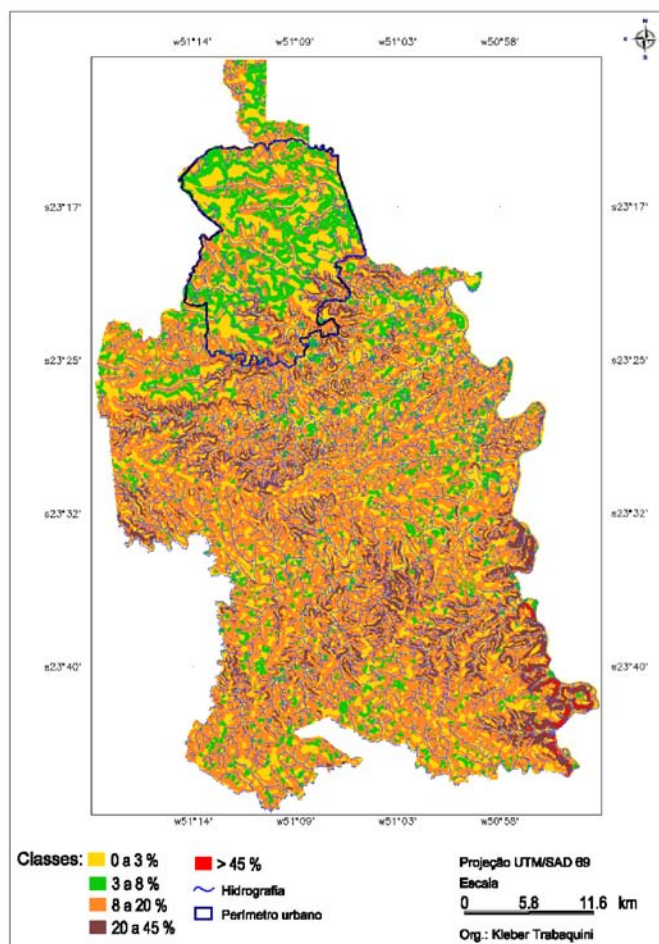 N
S
w51°14' w51°09' w51°03' w50°58'
s23°17' s23°17'
s23°25' s23°25'
s23°32' s23°32'
s23°40' s23°40'
w51°14' w51°09' w51°03' w50°58'
Classes: 0 a 3 % > 45 % Projeção UTM/SAD 69
3 a 8 % Hidrografia Escala
8 a 20 % Perímetro urbano 0 5.8 11.6 km
20 a 45 % Org.: Kleber Trabaquini